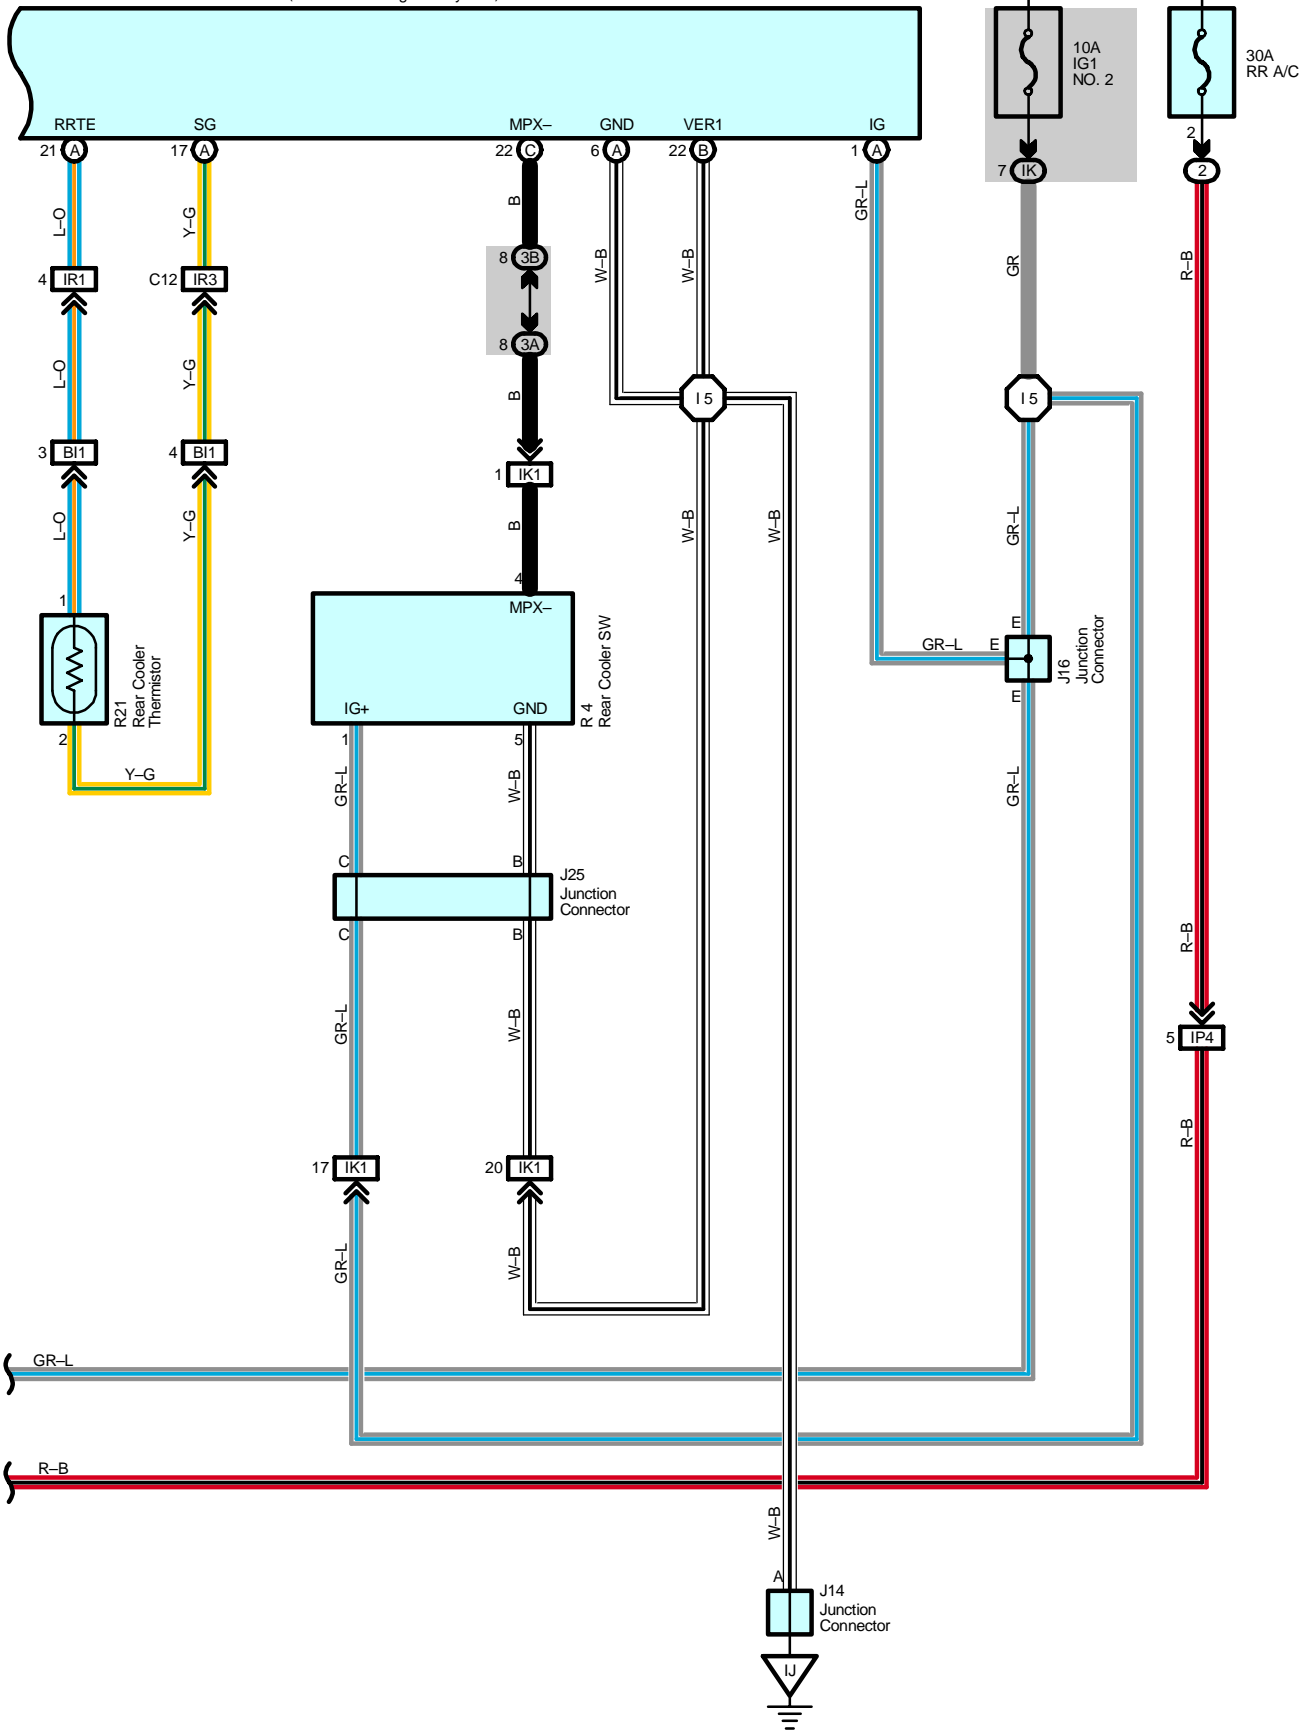 10A
IG1
NO. 2
30A
RR A/C
RRTE
SG
MPX–
GND
VER1
IG
21 A
17 A
22 C
6 A
22 B
1 A
2
7 IK
2
L–O
Y–G
B
W–B
W–B
GR–L
GR
R–B
8 3B
4 IR1
C12 IR3
8 3A
L–O
Y–G
B
I 5
I 5
3 BI1
4 BI1
1 IK1
L–O
Y–G
B
W–B
W–B
GR–L
4
1
MPX–
E
GR–L E
J16
Junction
Connector
E
R21
Rear Cooler
Thermistor
R 4
Rear Cooler SW
IG+
GND
2
1
5
Y–G
GR–L
W–B
GR–L
C
B
J25
Junction
Connector
C
B
R–B
GR–L
W–B
5 IP4
R–B
17 IK1
20 IK1
GR–L
W–B
GR–L
R–B
W–B
A
J14
Junction
Connector
IJ